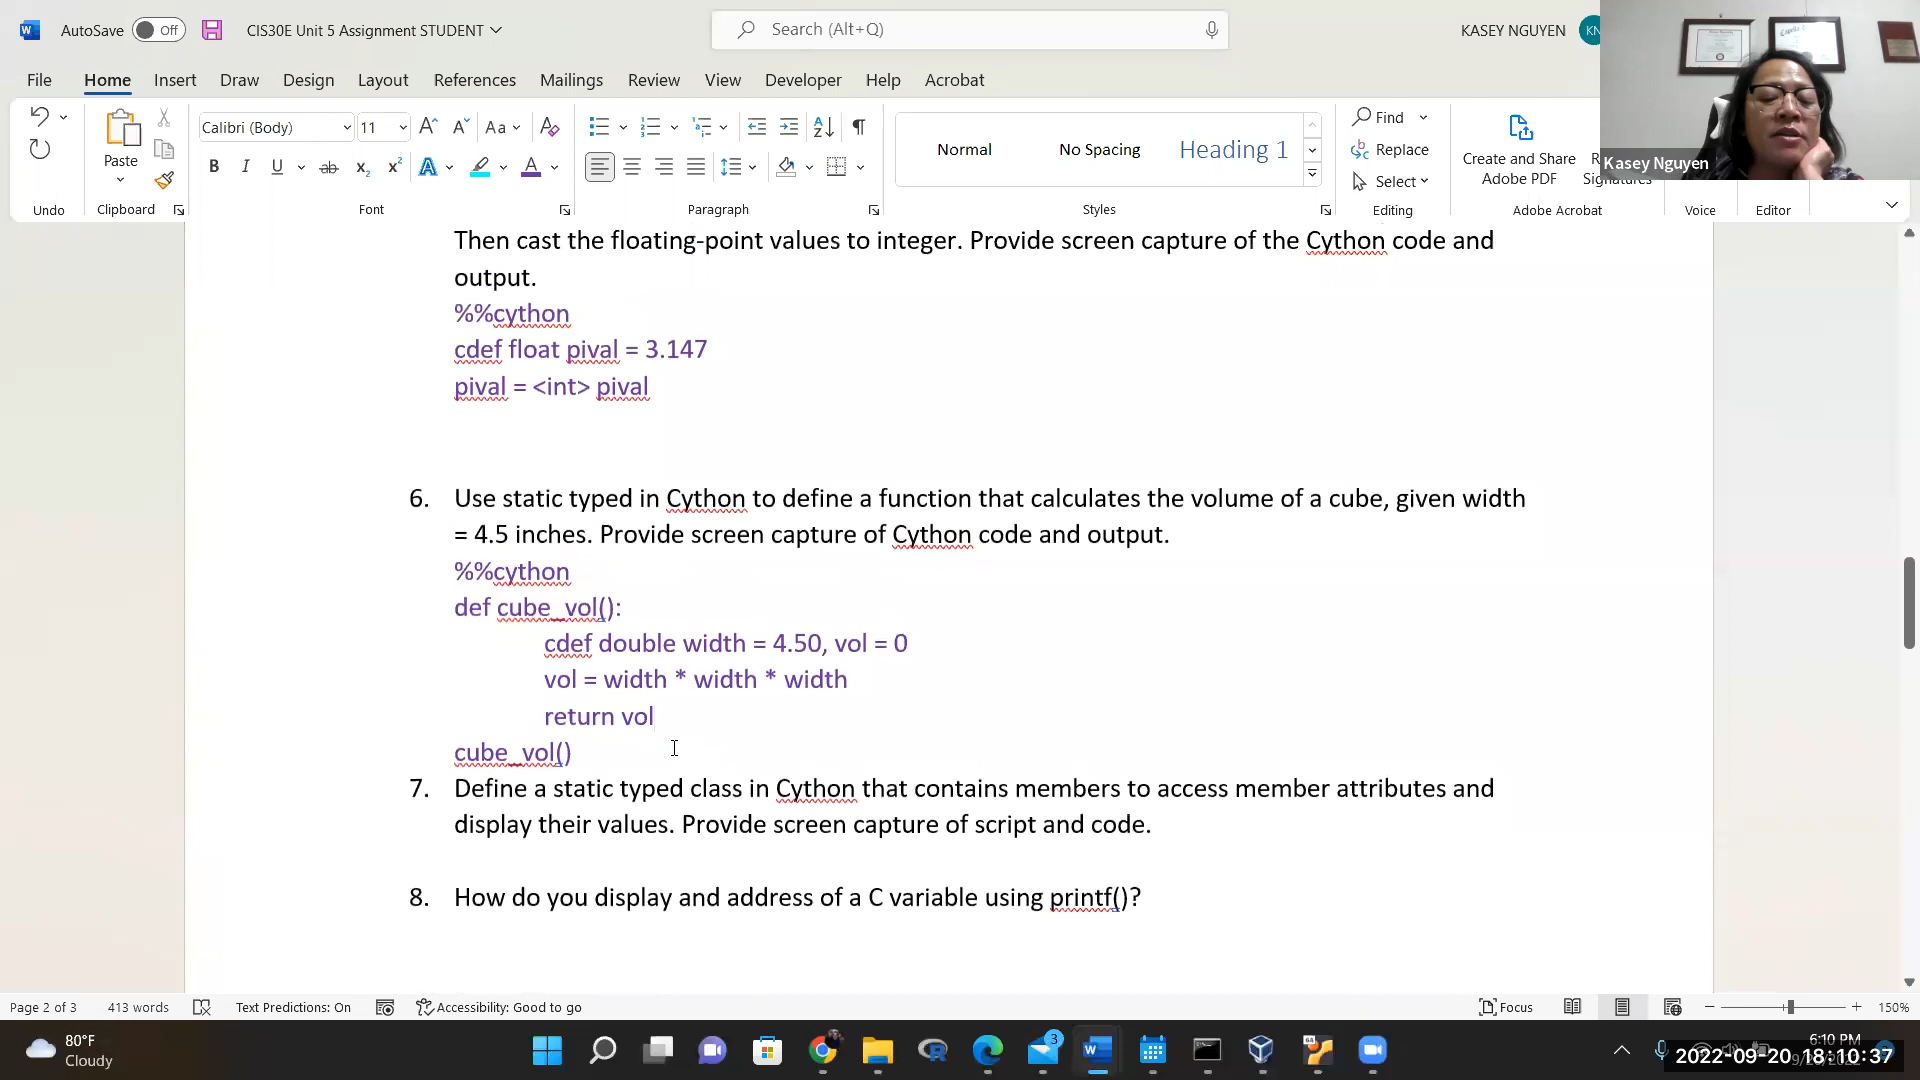 AutoSave Off CIS30E Unit 5 Assignment STUDENT Search (Alt+Q) KASEY NGUYEN KN
File Home Insert Draw Design Layout References Mailings Review View Developer Help Acrobat
Calibri (Body) 11 Aa
Paste
B I U ab x₂ x² A A
Normal No Spacing Heading 1
Find
Replace
Select
Create and Share
Adobe PDF
Kasey Nguyen
Undo Clipboard Font Paragraph Styles Editing Adobe Acrobat Voice Editor
Then cast the floating-point values to integer. Provide screen capture of the Cython code and
output.
%%cython
cdef float pival = 3.147
pival = <int> pival
6. Use static typed in Cython to define a function that calculates the volume of a cube, given width
= 4.5 inches. Provide screen capture of Cython code and output.
%%cython
def cube_vol():
cdef double width = 4.50, vol = 0
vol = width * width * width
return vol
cube_vol()
7. Define a static typed class in Cython that contains members to access member attributes and
display their values. Provide screen capture of script and code.
8. How do you display and address of a C variable using printf()?
Page 2 of 3 413 words Text Predictions: On Accessibility: Good to go Focus 150%
80°F
Cloudy
3
6:10 PM
2022-09-20 18:10:37